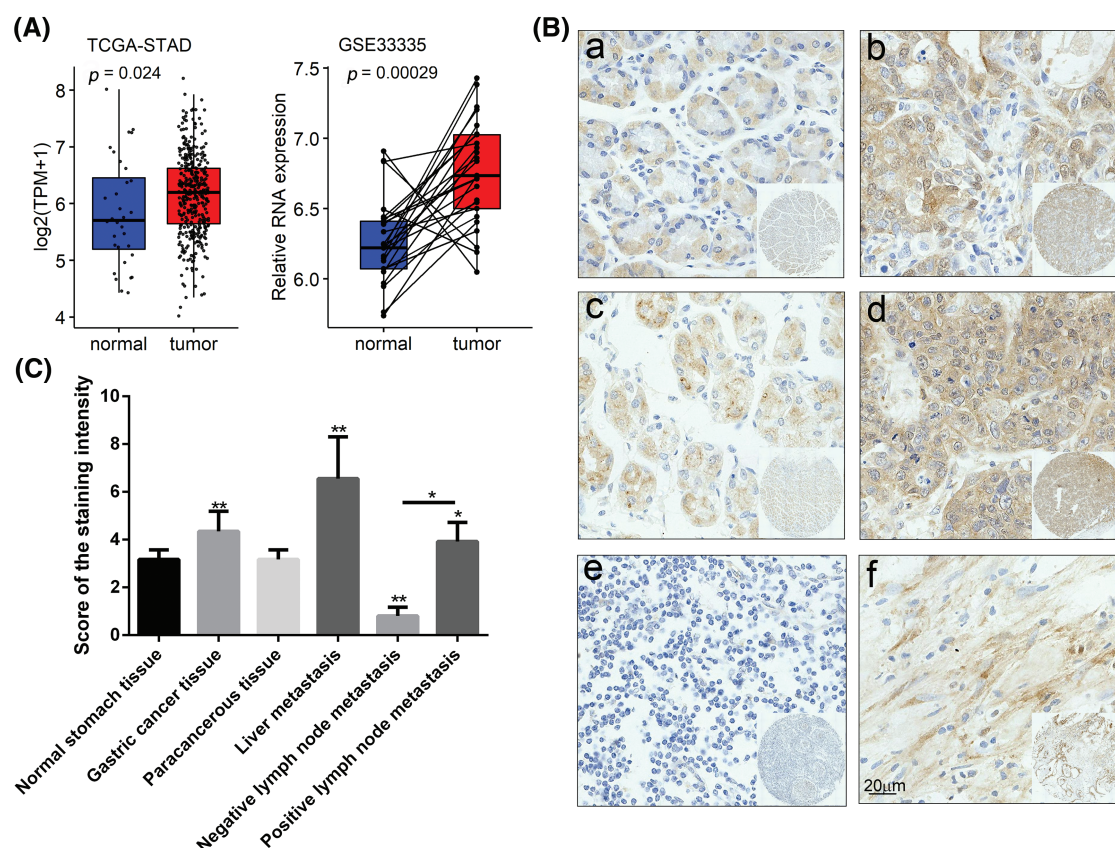 (A)
TCGA-STAD
p = 0.024
log2(TPM+1)
8
7
6
5
4
normal tumor
GSE33335
p = 0.00029
Relative RNA expression
7.5
7.0
6.5
6.0
normal tumor
(B)
a
b
c
d
e
f
20μm
(C)
Score of the staining intensity
10
8
6
4
2
0
**
**
**
*
*
Normal stomach tissue
Gastric cancer tissue
Paracancerous tissue
Liver metastasis
Negative lymph node metastasis
Positive lymph node metastasis